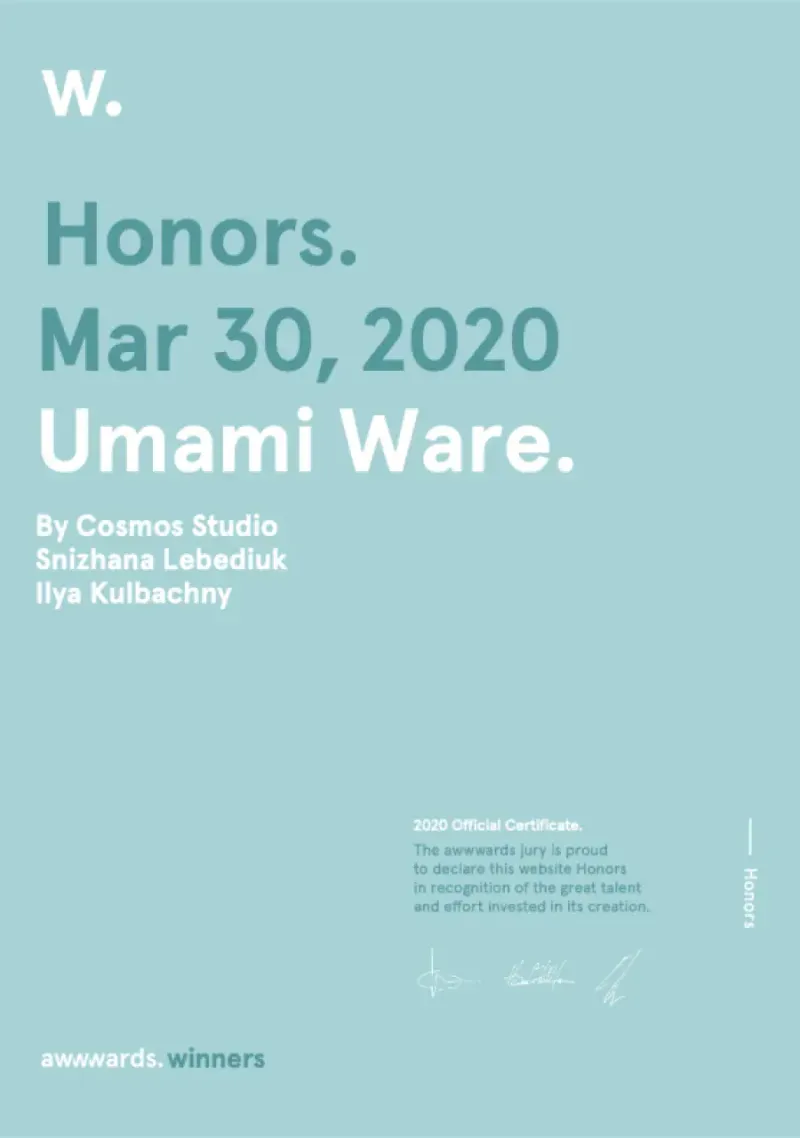 w.
Honors.
Mar 30, 2020
Umami Ware.
By Cosmos Studio
Snizhana Lebediuk
Ilya Kulbachny
2020 Official Certificate.
The awwwards jury is proud
to declare this website Honors
in recognition of the great talent
and effort invested in its creation.
Honors
awwwards.winners